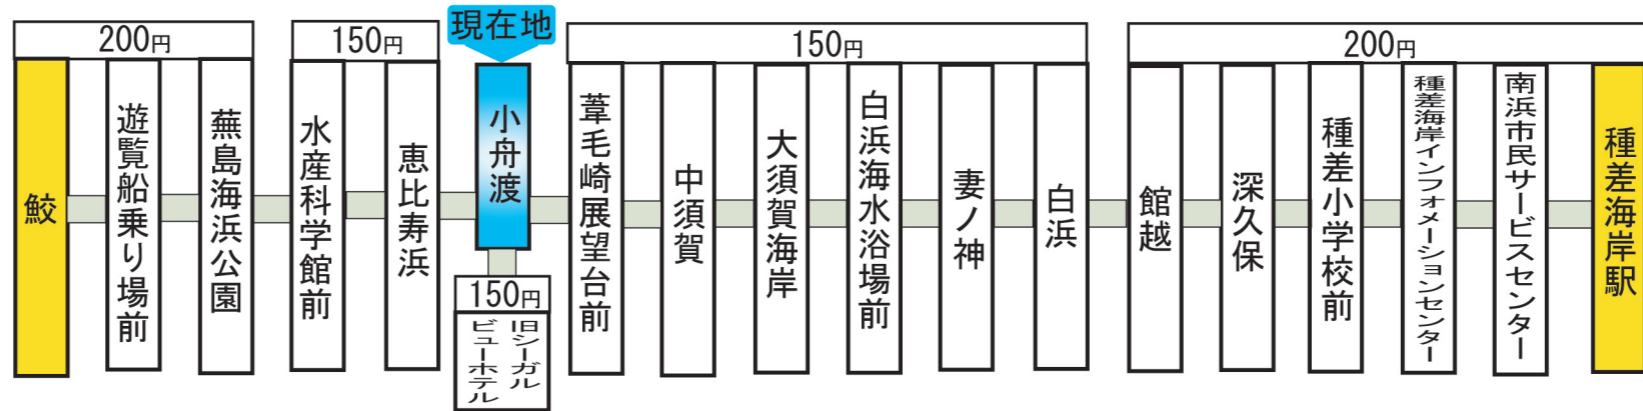 200円
150円
現在地
150円
200円
鮫
遊覧船乗り場前
蕪島海浜公園
水産科学館前
恵比寿浜
小舟渡
150円
旧シーガル
ビューホテル
葦毛崎展望台前
中須賀
大須賀海岸
白浜海水浴場前
妻ノ神
白浜
館越
深久保
種差小学校前
種差海岸インフォメーションセンター
南浜市民サービスセンター
種差海岸駅